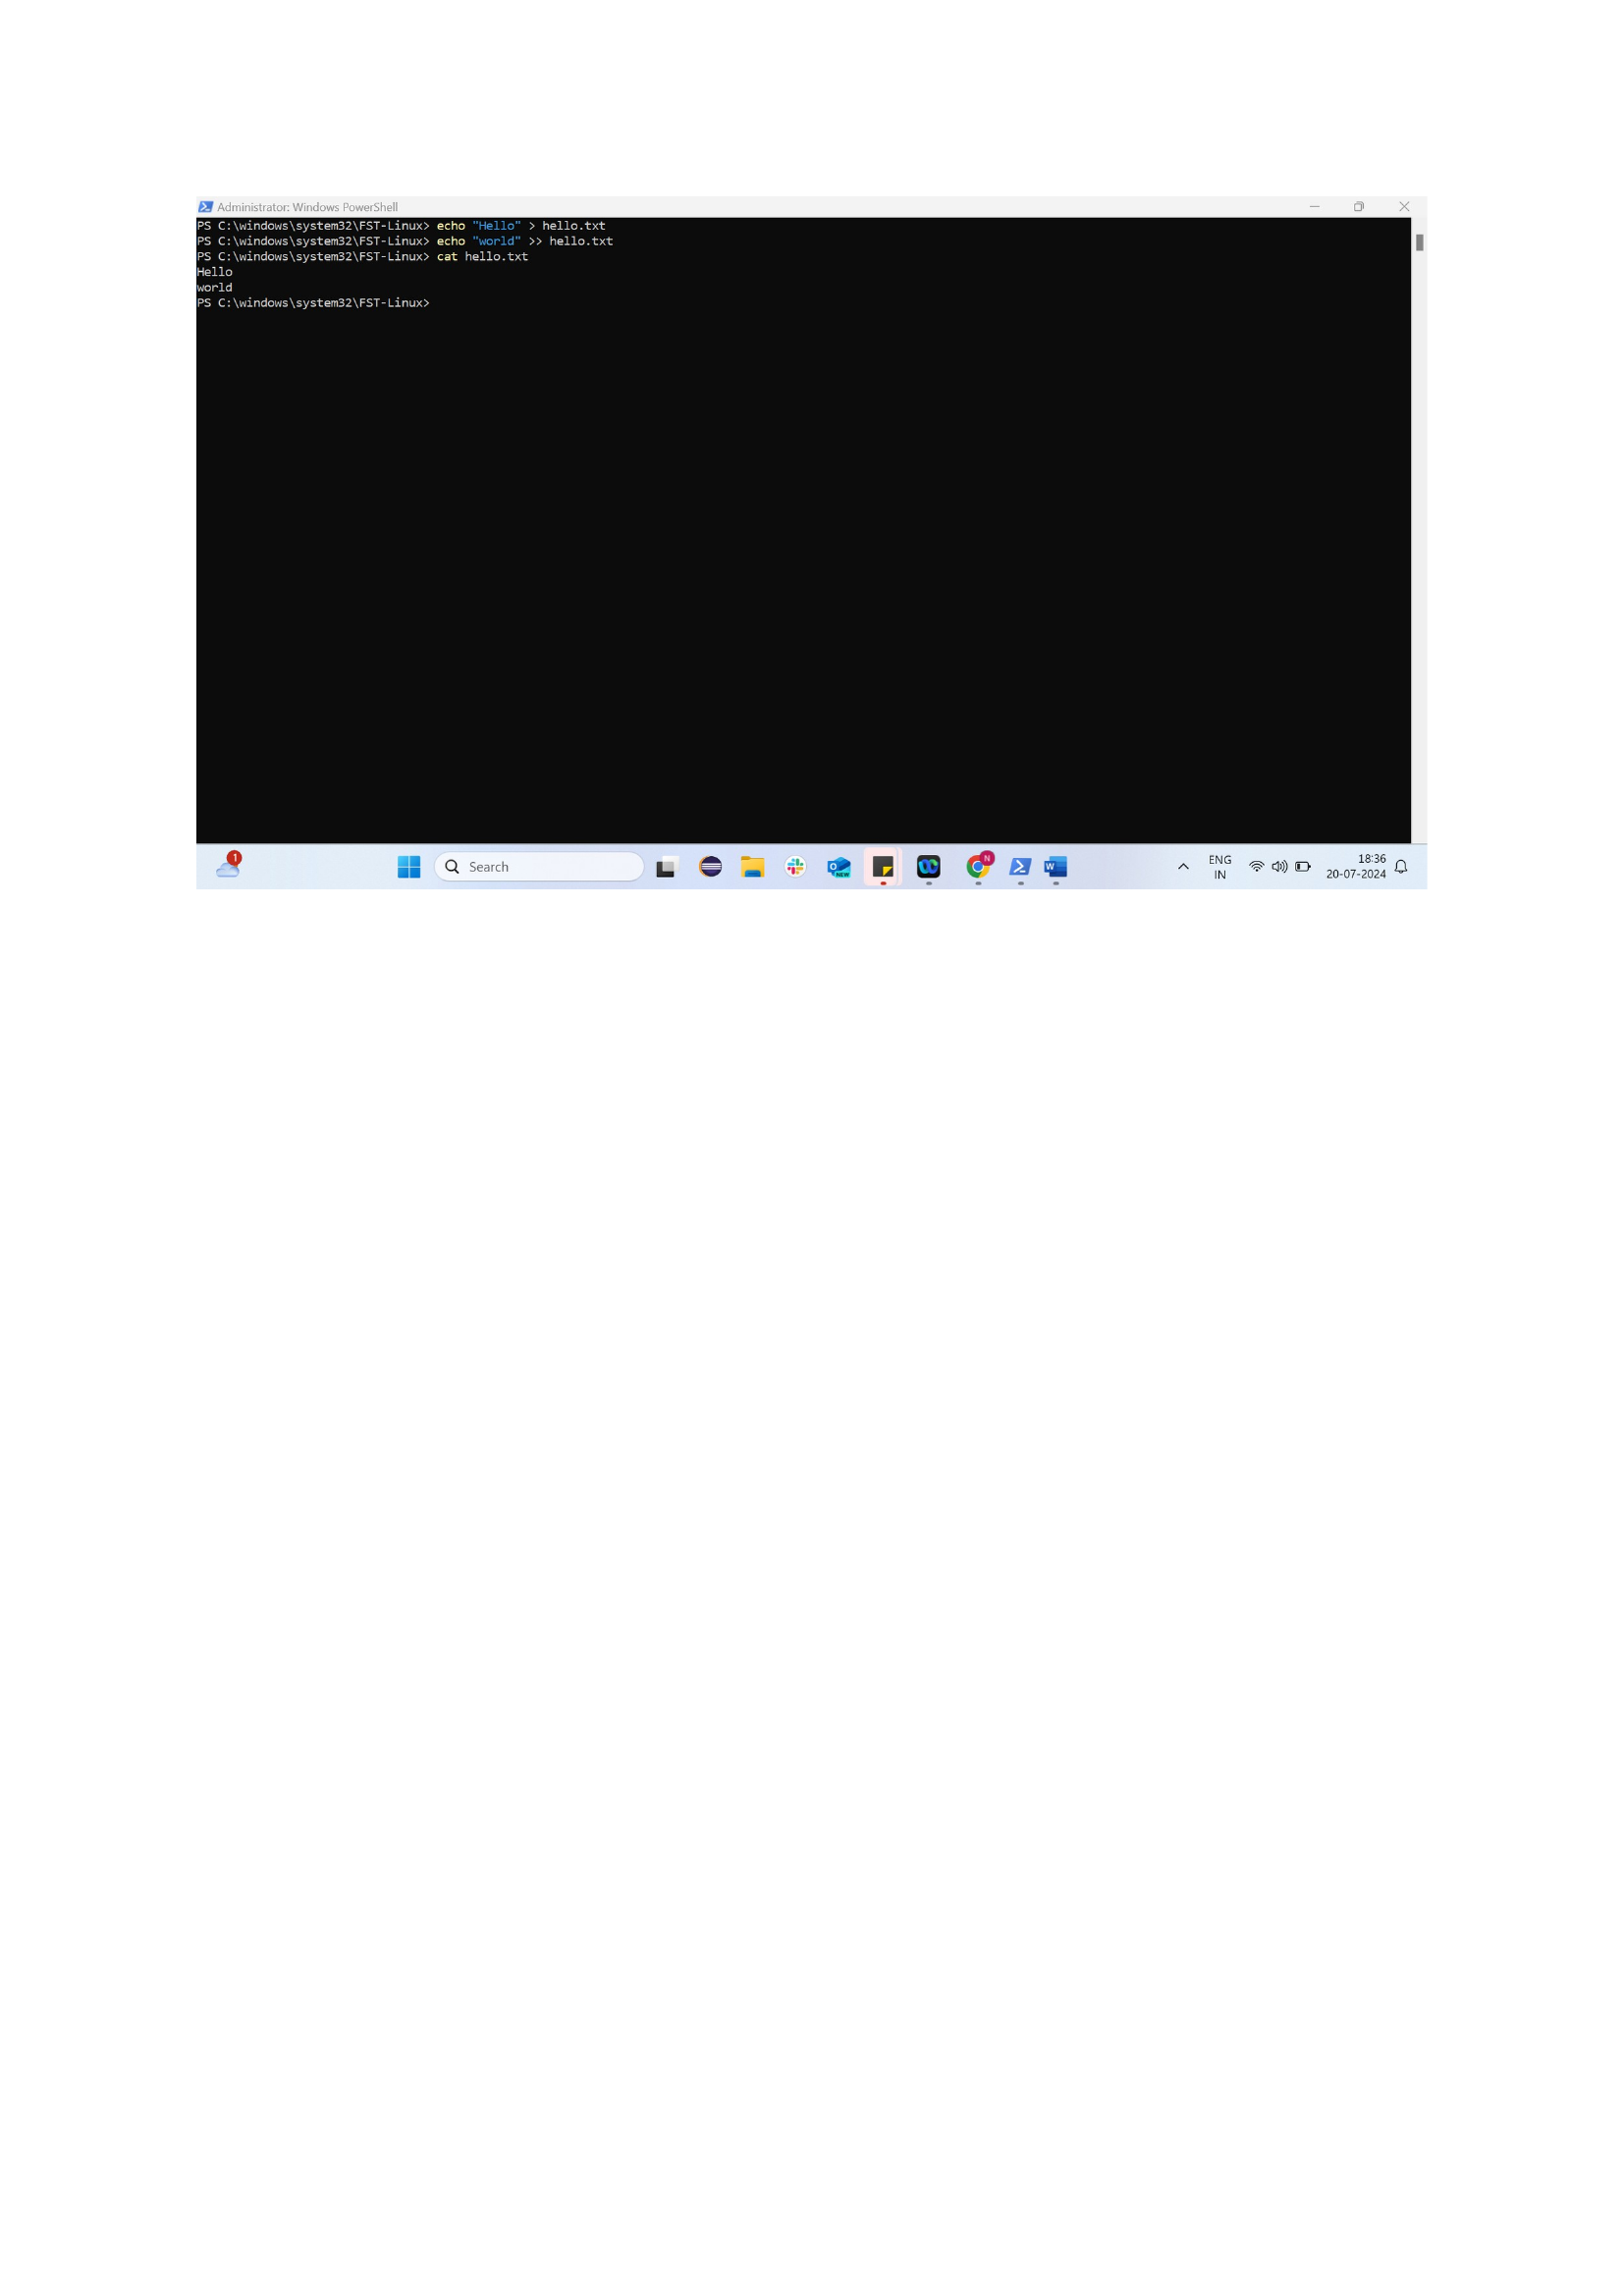 Administrator: Windows PowerShell
PS C:\windows\system32\FST-Linux> echo "Hello" > hello.txt
PS C:\windows\system32\FST-Linux> echo "world" >> hello.txt
PS C:\windows\system32\FST-Linux> cat hello.txt
Hello
world
PS C:\windows\system32\FST-Linux>
1
Search
NEW
N
W
ENG
IN
18:36
20-07-2024